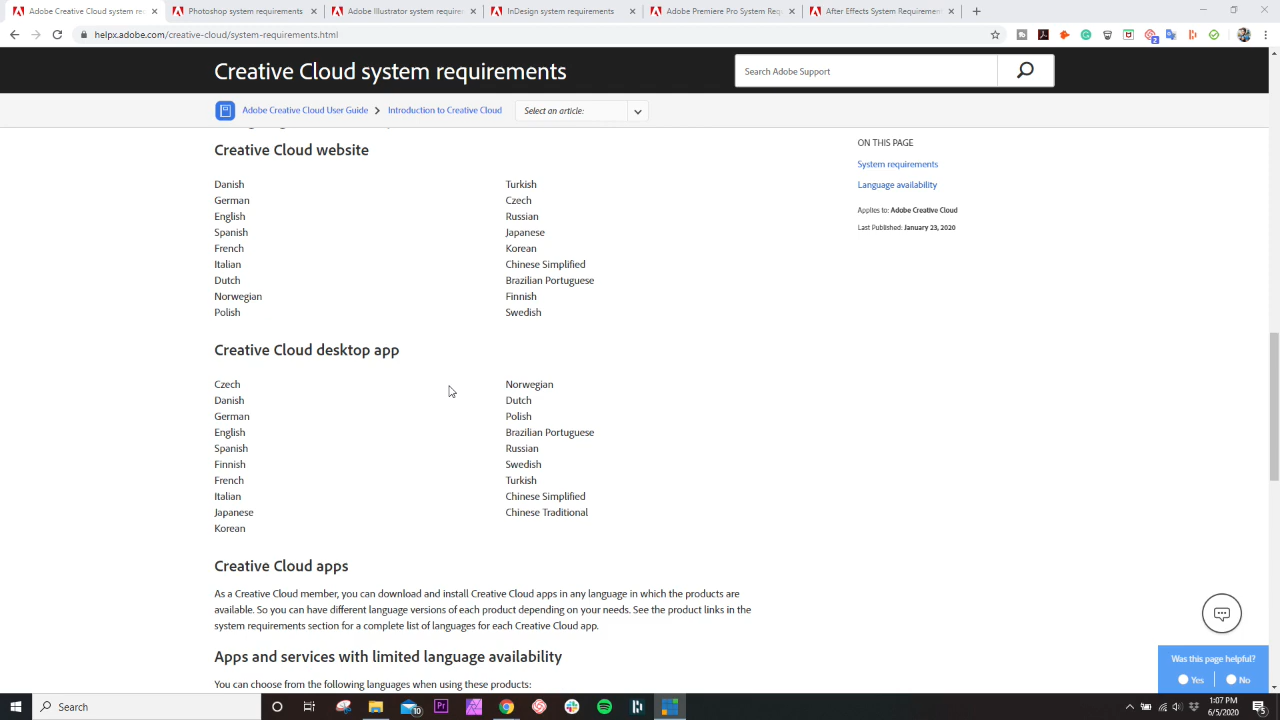 Adobe Creative Cloud system re
Photoshop system requirements
Adobe Illustrator system require
InDesign system requirements
Adobe Premiere Pro System Req
After Effects System Requiremen
helpx.adobe.com/creative-cloud/system-requirements.html
Creative Cloud system requirements
Search Adobe Support
Adobe Creative Cloud User Guide
Introduction to Creative Cloud
Select an article:
Creative Cloud website
Danish
German
English
Spanish
French
Italian
Dutch
Norwegian
Polish
Turkish
Czech
Russian
Japanese
Korean
Chinese Simplified
Brazilian Portuguese
Finnish
Swedish
Creative Cloud desktop app
Czech
Danish
German
English
Spanish
Finnish
French
Italian
Japanese
Korean
Norwegian
Dutch
Polish
Brazilian Portuguese
Russian
Swedish
Turkish
Chinese Simplified
Chinese Traditional
Creative Cloud apps
As a Creative Cloud member, you can download and install Creative Cloud apps in any language in which the products are
available. So you can have different language versions of each product depending on your needs. See the product links in the
system requirements section for a complete list of languages for each Creative Cloud app.
Apps and services with limited language availability
You can choose from the following languages when using these products:
ON THIS PAGE
System requirements
Language availability
Applies to: Adobe Creative Cloud
Last Published: January 23, 2020
Was this page helpful?
Yes
No
Search
10
Pr
1:07 PM
6/5/2020
5